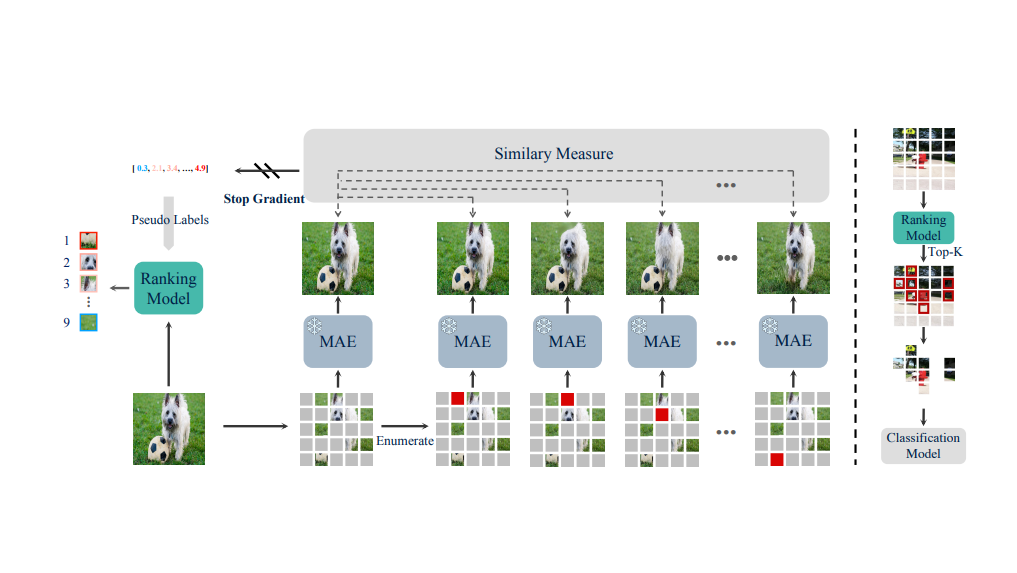 Similary Measure
[ 0.3, 2.1, 3.4, ..., 4.9]
Stop Gradient
Pseudo Labels
1
2
3
9
Ranking
Model
MAE
MAE
MAE
MAE
MAE
Enumerate
Ranking
Model
Top-K
Classification
Model